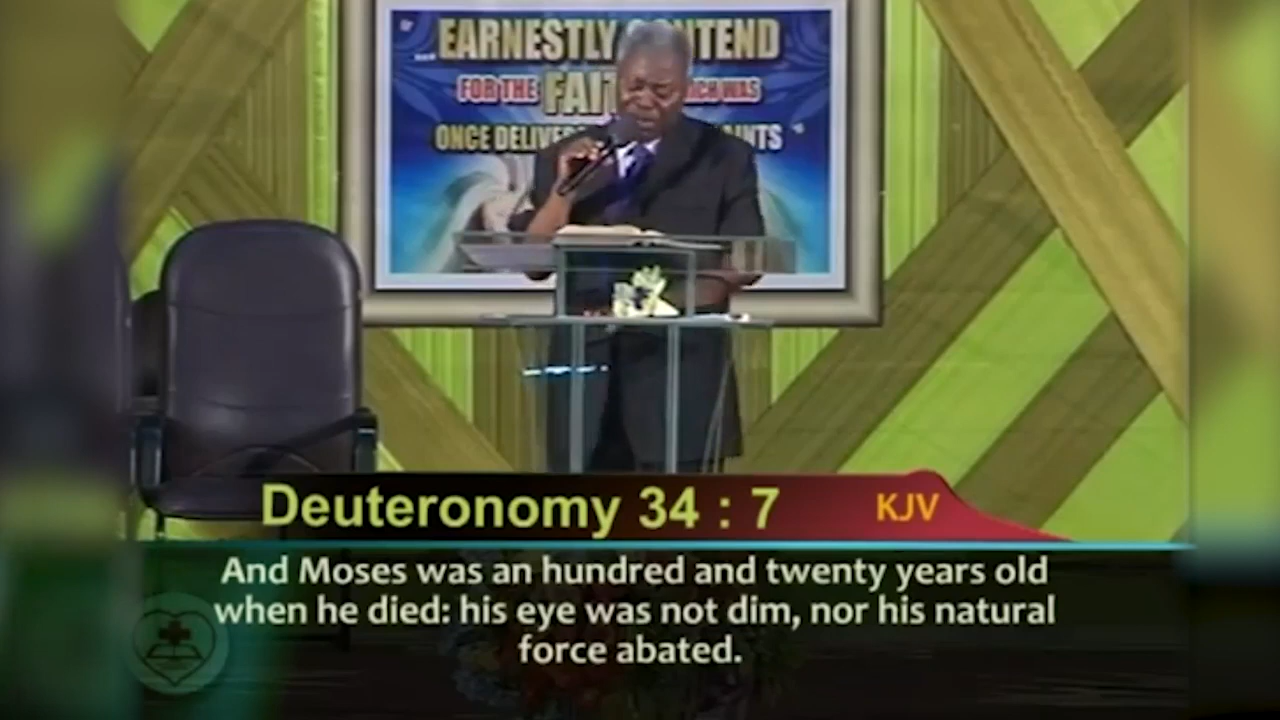 "...EARNESTLY
FOR THE WAS
ONCE "
Deuteronomy 34 : 7 KJV
And Moses was an hundred and twenty years old
when he died: his eye was not dim, nor his natural
force abated.